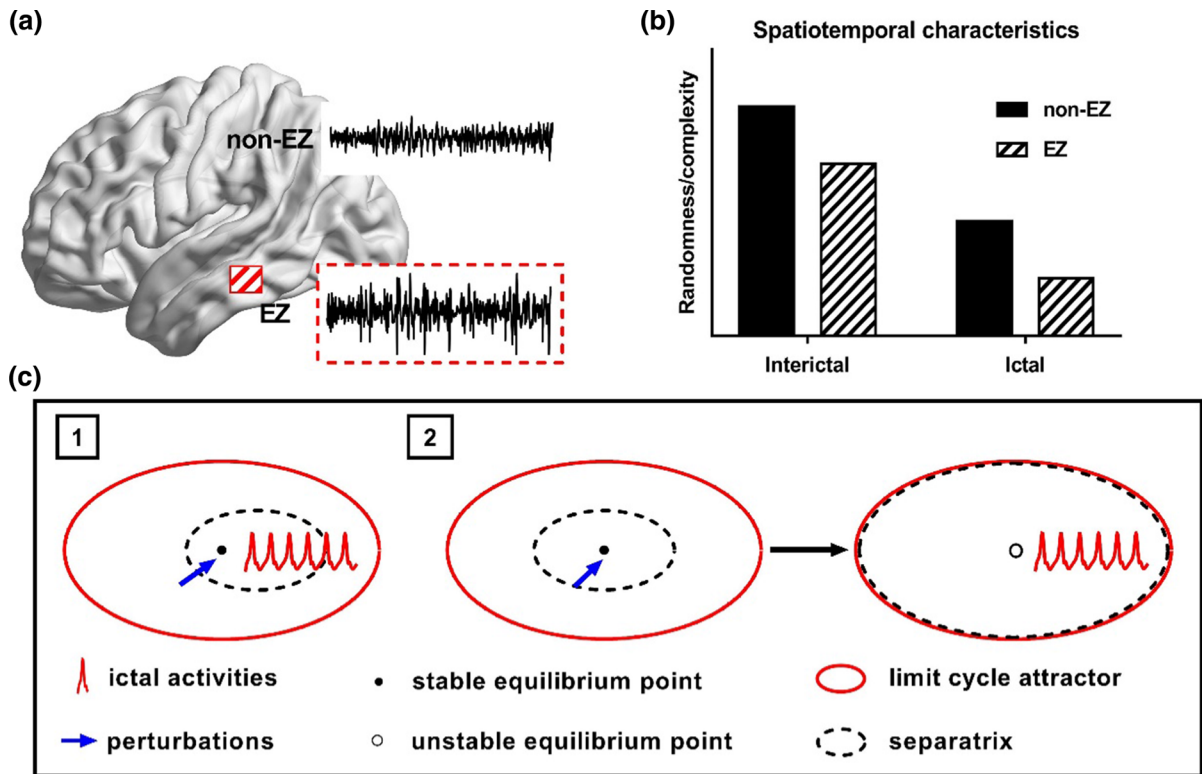 (a)
non-EZ
EZ
(b)
Spatiotemporal characteristics
Randomness/complexity
non-EZ
EZ
Interictal
Ictal
(c)
1
2
ictal activities
stable equilibrium point
limit cycle attractor
perturbations
unstable equilibrium point
separatrix